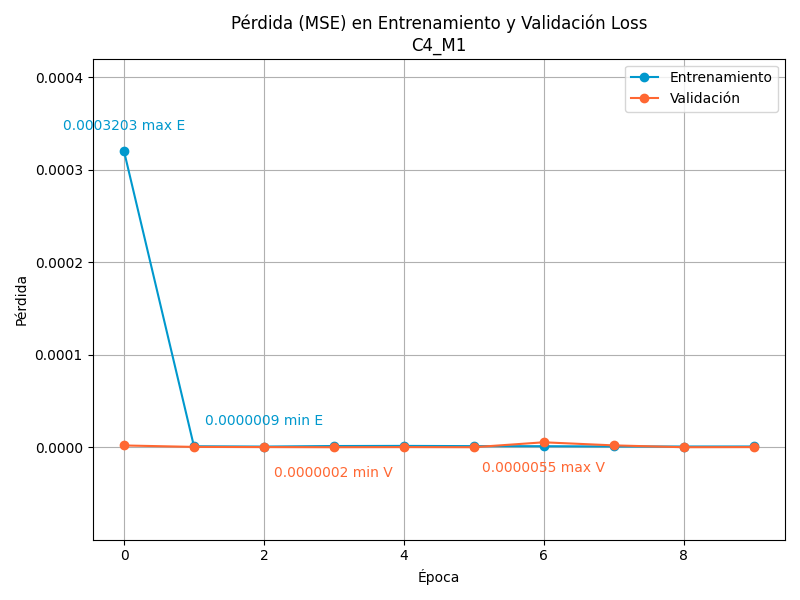 Pérdida (MSE) en Entrenamiento y Validación Loss
C4_M1
Entrenamiento
Validación
0.0004
0.0003203 max E
0.0003
0.0002
Pérdida
0.0001
0.0000009 min E
0.0000
0.0000002 min V
0.0000055 max V
0 2 4 6 8
Época